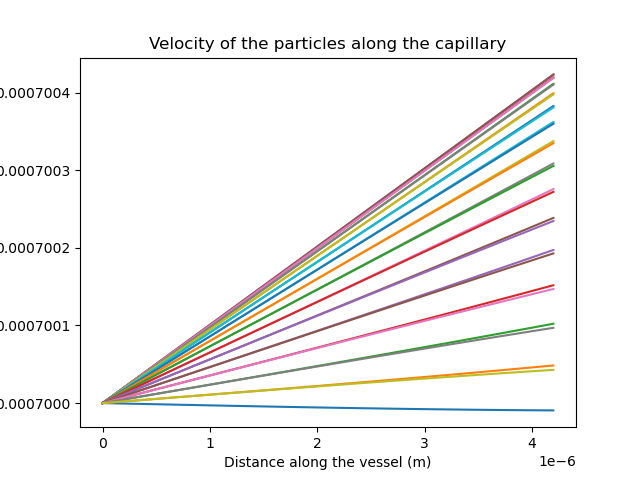 Velocity of the particles along the capillary
0.0007004
0.0007003
0.0007002
0.0007001
0.0007000
0 1 2 3 4
Distance along the vessel (m) 1e−6